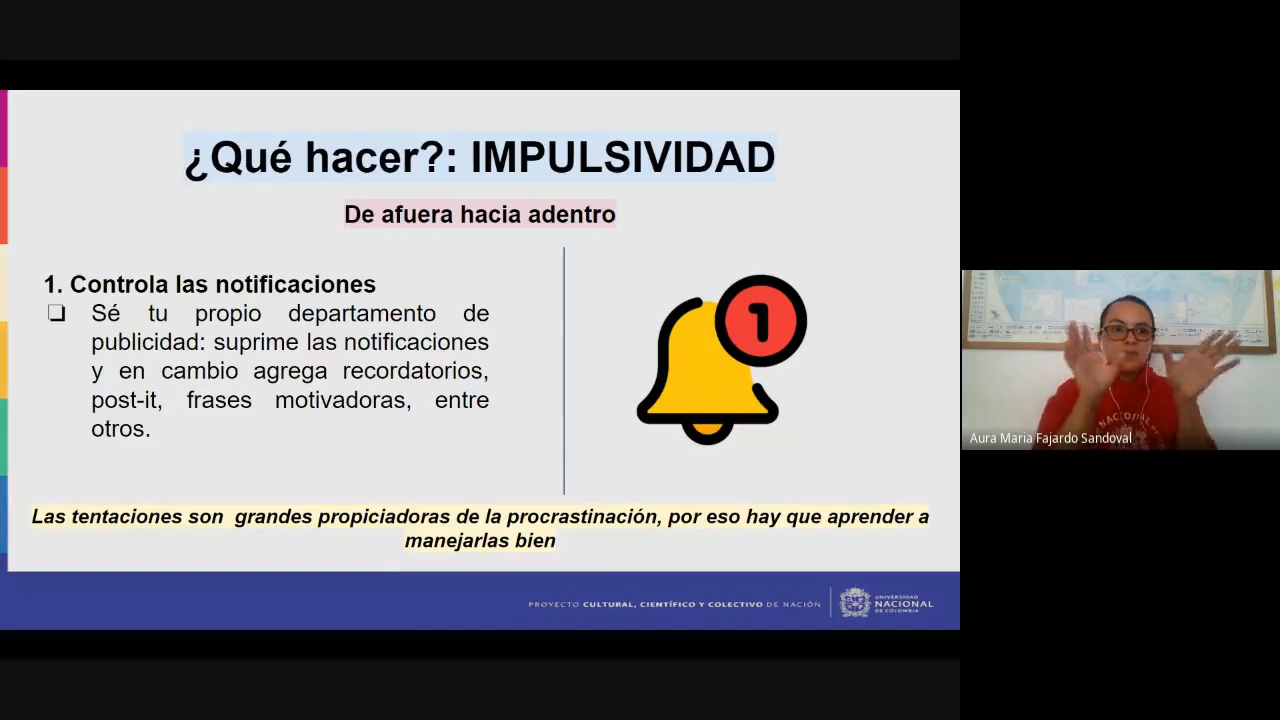 ¿Qué hacer?: IMPULSIVIDAD
De afuera hacia adentro
1. Controla las notificaciones
❏ Sé tu propio departamento de
publicidad: suprime las notificaciones
y en cambio agrega recordatorios,
post-it, frases motivadoras, entre
otros.
1
Las tentaciones son grandes propiciadoras de la procrastinación, por eso hay que aprender a
manejarlas bien
PROYECTO CULTURAL, CIENTÍFICO Y COLECTIVO DE NACIÓN
UNIVERSIDAD
NACIONAL
DE COLOMBIA
Aura Maria Fajardo Sandoval